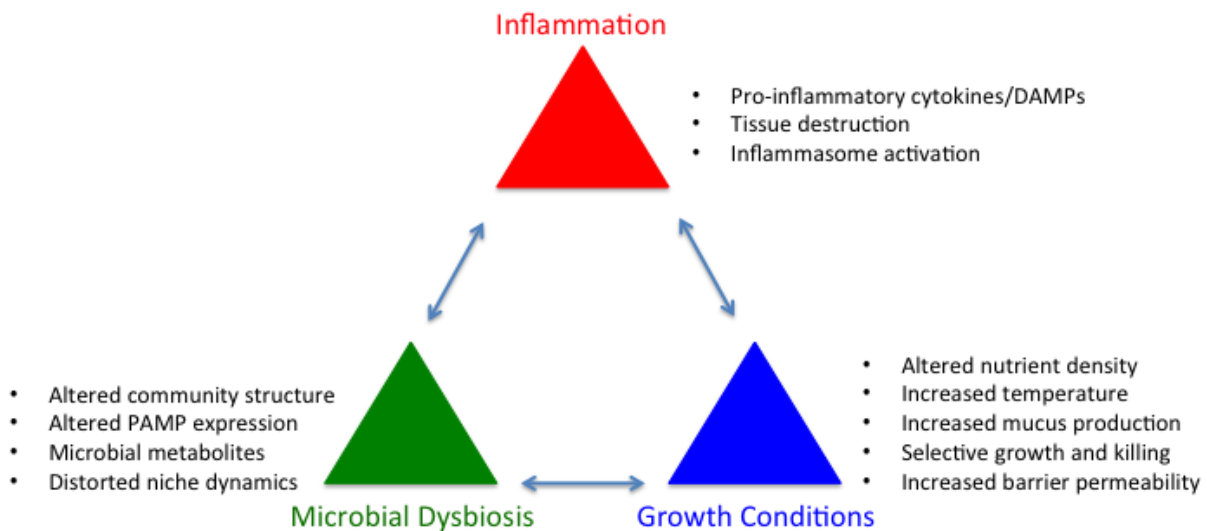 Inflammation
• Pro-inflammatory cytokines/DAMPs
• Tissue destruction
• Inflammasome activation
• Altered community structure
• Altered PAMP expression
• Microbial metabolites
• Distorted niche dynamics
Microbial Dysbiosis
• Altered nutrient density
• Increased temperature
• Increased mucus production
• Selective growth and killing
• Increased barrier permeability
Growth Conditions